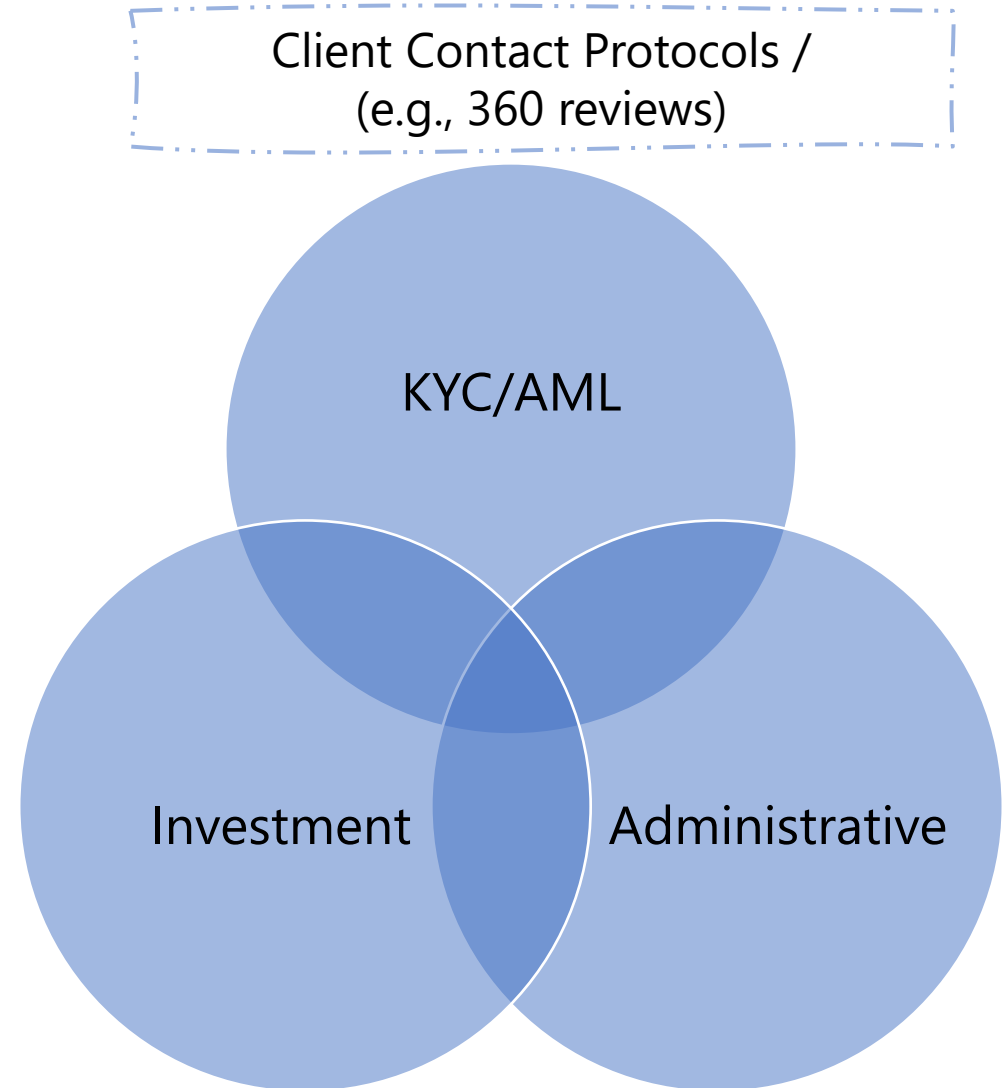 Client Contact Protocols /
(e.g., 360 reviews)
KYC/AML
Investment
Administrative